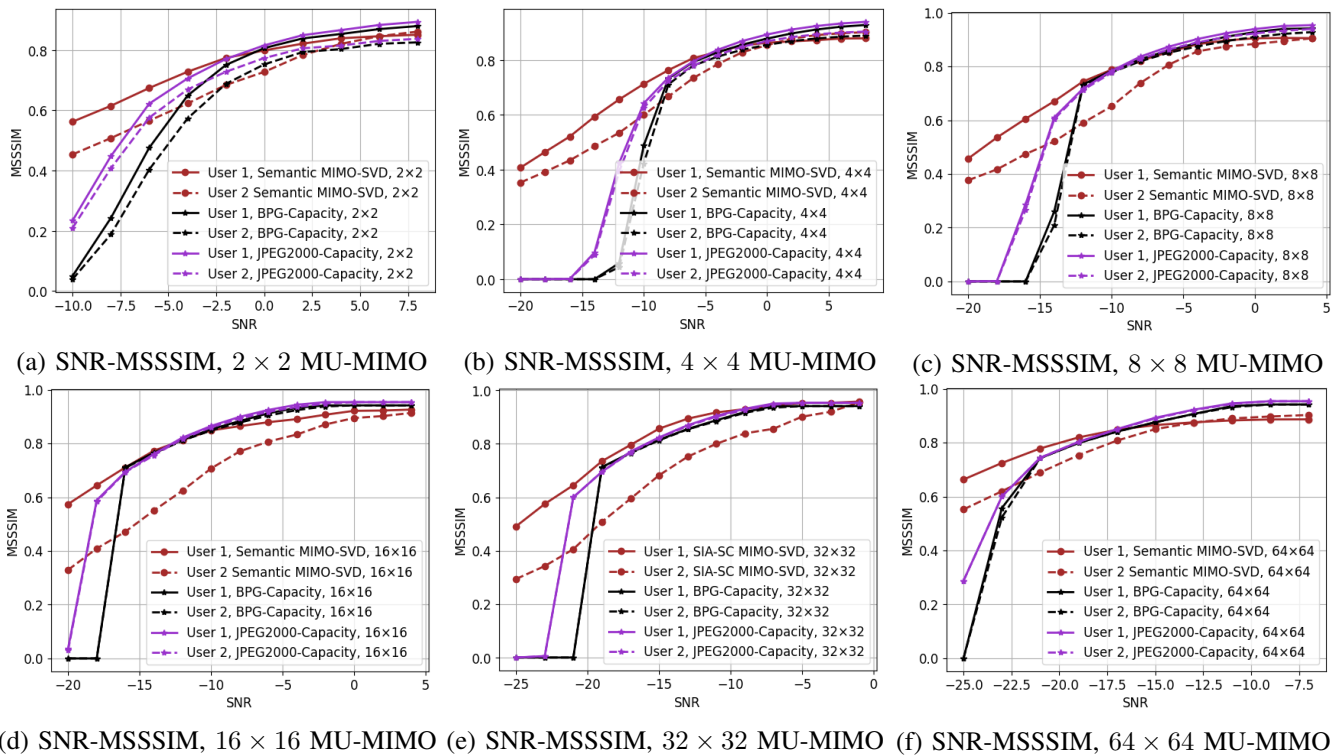 0.8
0.6
0.4
0.2
0.0
MSSSIM
−10.0 −7.5 −5.0 −2.5 0.0 2.5 5.0 7.5
SNR
User 1, Semantic MIMO-SVD, 2×2
User 2 Semantic MIMO-SVD, 2×2
User 1, BPG-Capacity, 2×2
User 2, BPG-Capacity, 2×2
User 1, JPEG2000-Capacity, 2×2
User 2, JPEG2000-Capacity, 2×2
(a) SNR-MSSSIM, 2 × 2 MU-MIMO
0.8
0.6
0.4
0.2
0.0
MSSSIM
−20 −15 −10 −5 0 5
SNR
User 1, Semantic MIMO-SVD, 4×4
User 2 Semantic MIMO-SVD, 4×4
User 1, BPG-Capacity, 4×4
User 2, BPG-Capacity, 4×4
User 1, JPEG2000-Capacity, 4×4
User 2, JPEG2000-Capacity, 4×4
(b) SNR-MSSSIM, 4 × 4 MU-MIMO
1.0
0.8
0.6
0.4
0.2
0.0
MSSSIM
−20 −15 −10 −5 0 5
SNR
User 1, Semantic MIMO-SVD, 8×8
User 2 Semantic MIMO-SVD, 8×8
User 1, BPG-Capacity, 8×8
User 2, BPG-Capacity, 8×8
User 1, JPEG2000-Capacity, 8×8
User 2, JPEG2000-Capacity, 8×8
(c) SNR-MSSSIM, 8 × 8 MU-MIMO
1.0
0.8
0.6
0.4
0.2
0.0
MSSSIM
−20 −15 −10 −5 0 5
SNR
User 1, Semantic MIMO-SVD, 16×16
User 2 Semantic MIMO-SVD, 16×16
User 1, BPG-Capacity, 16×16
User 2, BPG-Capacity, 16×16
User 1, JPEG2000-Capacity, 16×16
User 2, JPEG2000-Capacity, 16×16
(d) SNR-MSSSIM, 16 × 16 MU-MIMO
1.0
0.8
0.6
0.4
0.2
0.0
MSSSIM
−25 −20 −15 −10 −5 0
SNR
User 1, SIA-SC MIMO-SVD, 32×32
User 2, SIA-SC MIMO-SVD, 32×32
User 1, BPG-Capacity, 32×32
User 2, BPG-Capacity, 32×32
User 1, JPEG2000-Capacity, 32×32
User 2, JPEG2000-Capacity, 32×32
(e) SNR-MSSSIM, 32 × 32 MU-MIMO
1.0
0.8
0.6
0.4
0.2
0.0
MSSSIM
−25.0 −22.5 −20.0 −17.5 −15.0 −12.5 −10.0 −7.5
SNR
User 1, Semantic MIMO-SVD, 64×64
User 2 Semantic MIMO-SVD, 64×64
User 1, BPG-Capacity, 64×64
User 2, BPG-Capacity, 64×64
User 1, JPEG2000-Capacity, 64×64
User 2, JPEG2000-Capacity, 64×64
(f) SNR-MSSSIM, 64 × 64 MU-MIMO